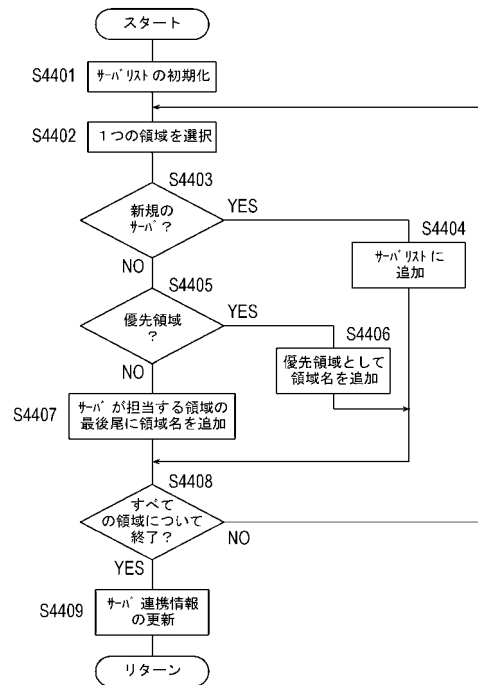 スタート
S4401
サーバリストの初期化
S4402
1つの領域を選択
S4403
新規の
サーバ?
YES
NO
S4404
サーバリストに
追加
S4405
優先領域
?
YES
NO
S4406
優先領域として
領域名を追加
S4407
サーバが担当する領域の
最後尾に領域名を追加
S4408
すべて
の領域について
終了?
NO
YES
S4409
サーバ連携情報
の更新
リターン